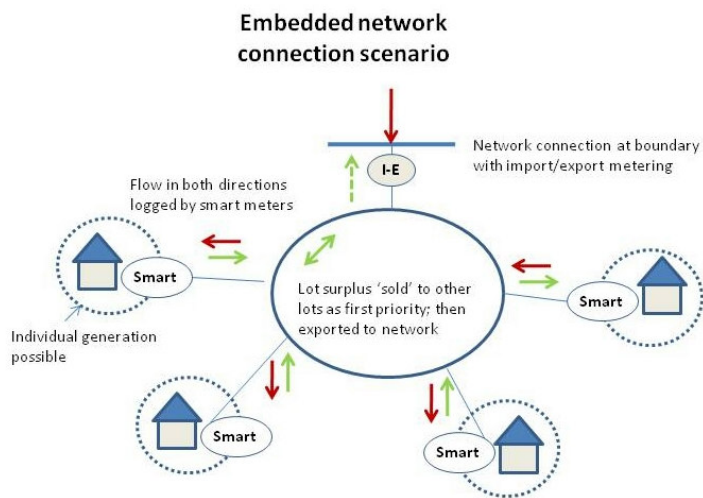 Embedded network
connection scenario
Network connection at boundary
with import/export metering
I-E
Flow in both directions
logged by smart meters
Smart
Lot surplus ‘sold’ to other
lots as first priority; then
exported to network
Smart
Individual generation
possible
Smart
Smart